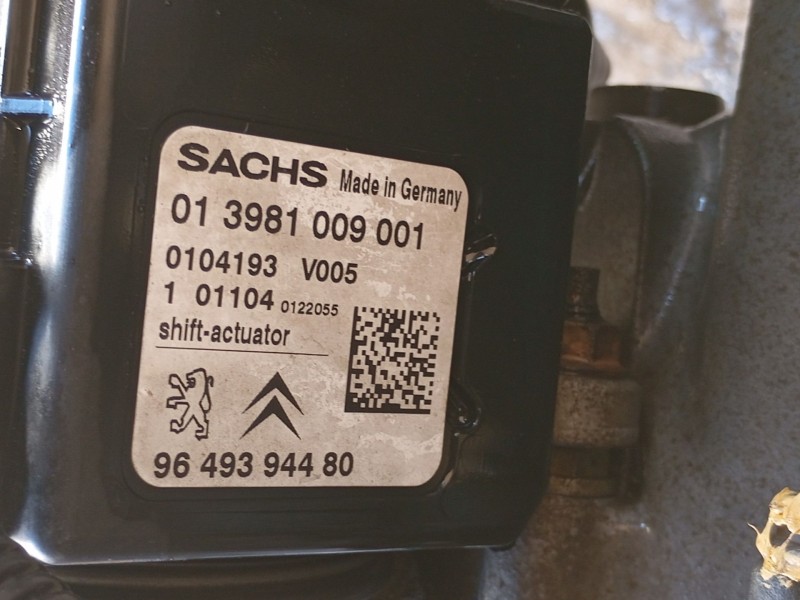 SACHS Made in Germany
01 3981 009 001
0104193 V005
1 01104 0122055
shift-actuator
96 493 944 80